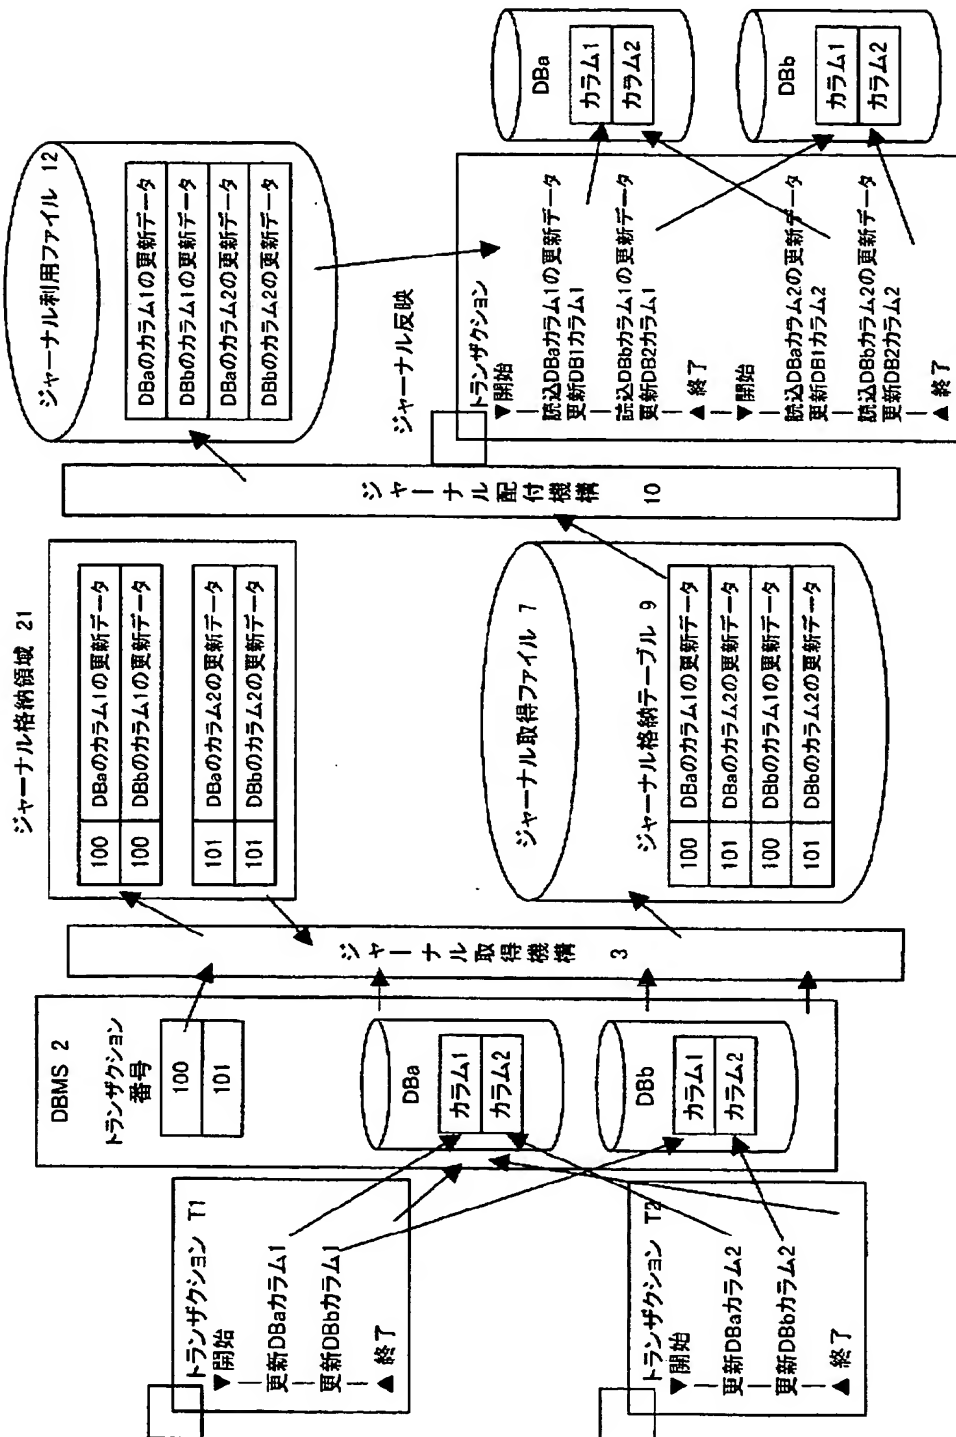 トランザクション T1
▼開始
更新DBaカラム1
更新DBbカラム1
▲終了
トランザクション T2
▼開始
更新DBaカラム2
更新DBbカラム2
▲終了
DBMS 2
トランザクション
番号
100
101
DBa
カラム1
カラム2
DBb
カラム1
カラム2
ジャーナル取得機構 3
ジャーナル格納領域 21
100 DBaのカラム1の更新データ
100 DBbのカラム1の更新データ
101 DBaのカラム2の更新データ
101 DBbのカラム2の更新データ
ジャーナル取得ファイル 7
ジャーナル格納テーブル 9
100 DBaのカラム1の更新データ
101 DBaのカラム2の更新データ
100 DBbのカラム1の更新データ
101 DBbのカラム2の更新データ
ジャーナル配付機構 10
ジャーナル利用ファイル 12
DBaのカラム1の更新データ
DBbのカラム1の更新データ
DBaのカラム2の更新データ
DBbのカラム2の更新データ
ジャーナル反映
トランザクション
▼開始
読込DBaカラム1の更新データ
更新DB1カラム1
読込DBbカラム1の更新データ
更新DB2カラム1
▲終了
▼開始
読込DBaカラム2の更新データ
更新DB1カラム2
読込DBbカラム2の更新データ
更新DB2カラム2
▲終了
DBa
カラム1
カラム2
DBb
カラム1
カラム2